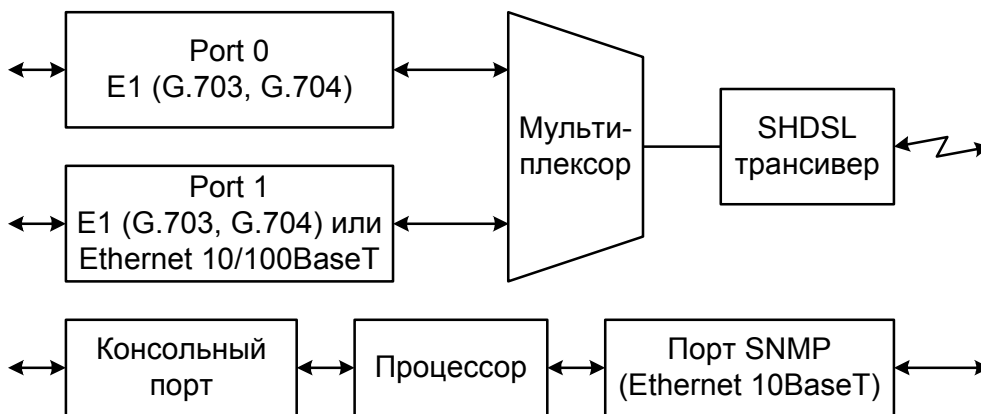 Port 0
E1 (G.703, G.704)
Мульти-
плексор
SHDSL
трансивер
Port 1
E1 (G.703, G.704) или
Ethernet 10/100BaseT
Консольный
порт
Процессор
Порт SNMP
(Ethernet 10BaseT)